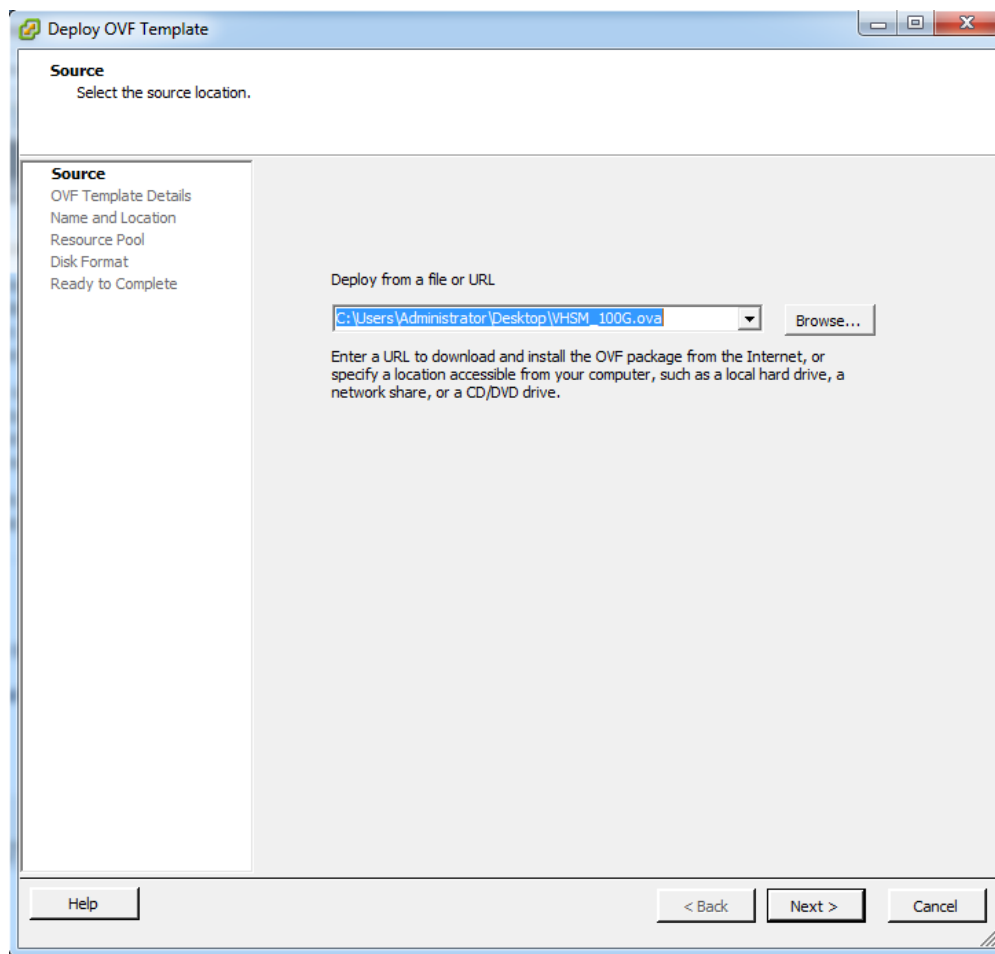 Deploy OVF Template
Source
Select the source location.
Source
OVF Template Details
Name and Location
Resource Pool
Disk Format
Ready to Complete
Deploy from a file or URL
C:\Users\Administrator\Desktop\VHSM_100G.ova
Browse...
Enter a URL to download and install the OVF package from the Internet, or
specify a location accessible from your computer, such as a local hard drive, a
network share, or a CD/DVD drive.
Help
< Back
Next >
Cancel